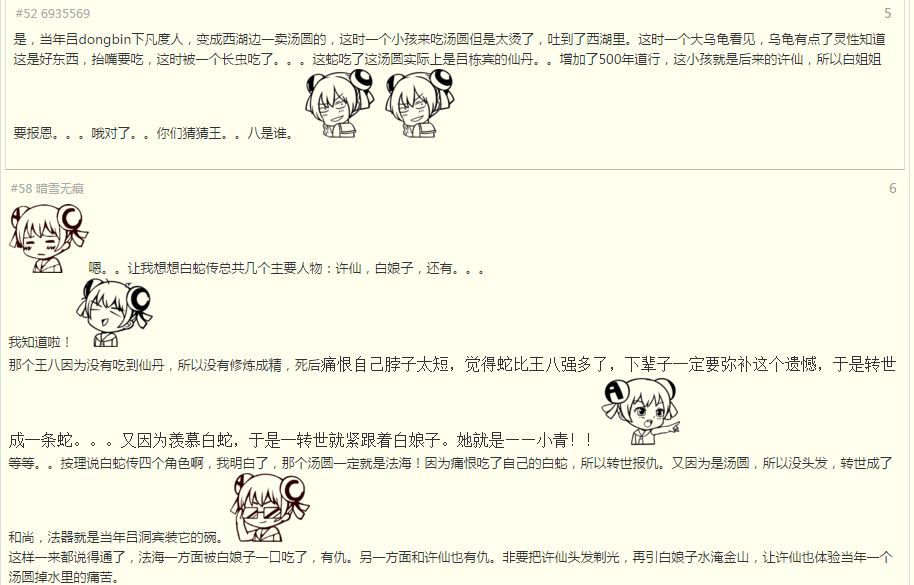 #52 6935569 5
是，当年吕dongbin下凡度人，变成西湖边一卖汤圆的，这时一个小孩来吃汤圆但是太烫了，吐到了西湖里。这时一个大乌龟看见，乌龟有点了灵性知道
这是好东西，抬嘴要吃，这时被一个长虫吃了。。。这蛇吃了这汤圆实际上是吕栋宾的仙丹。。增加了500年道行，这小孩就是后来的许仙，所以白姐姐
要报恩。。。哦对了。。你们猜猜王。。八是谁。
#58 暗雪无痕 6
嗯。。让我想想白蛇传总共几个主要人物：许仙，白娘子，还有。。。
我知道啦！
那个王八因为没有吃到仙丹，所以没有修炼成精，死后痛恨自己脖子太短，觉得蛇比王八强多了，下辈子一定要弥补这个遗憾，于是转世
成一条蛇。。。又因为羡慕白蛇，于是一转世就紧跟着白娘子。她就是——小青！！
等等。。按理说白蛇传四个角色啊，我明白了，那个汤圆一定就是法海！因为痛恨吃了自己的白蛇，所以转世报仇。又因为是汤圆，所以没头发，转世成了
和尚，法器就是当年吕洞宾装它的碗。
这样一来都说得通了，法海一方面被白娘子一口吃了，有仇。另一方面和许仙也有仇。非要把许仙头发剃光，再引白娘子水淹金山，让许仙也体验当年一个
汤圆掉水里的痛苦。